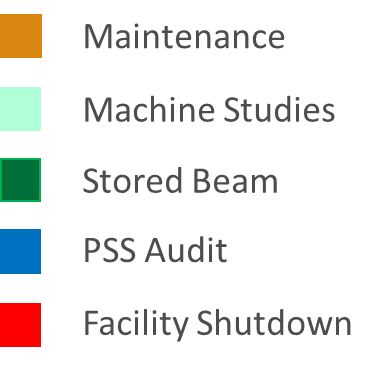 Maintenance
Machine Studies
Stored Beam
PSS Audit
Facility Shutdown